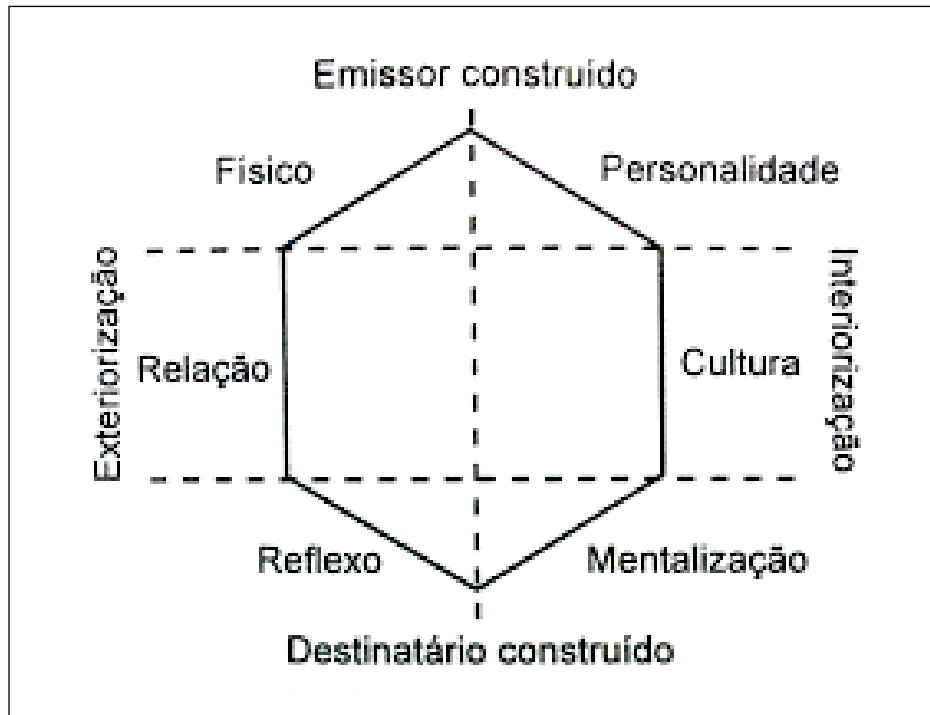 Emissor construído
Físico
Personalidade
Exteriorização
Relação
Cultura
Interiorização
Reflexo
Mentalização
Destinatário construído